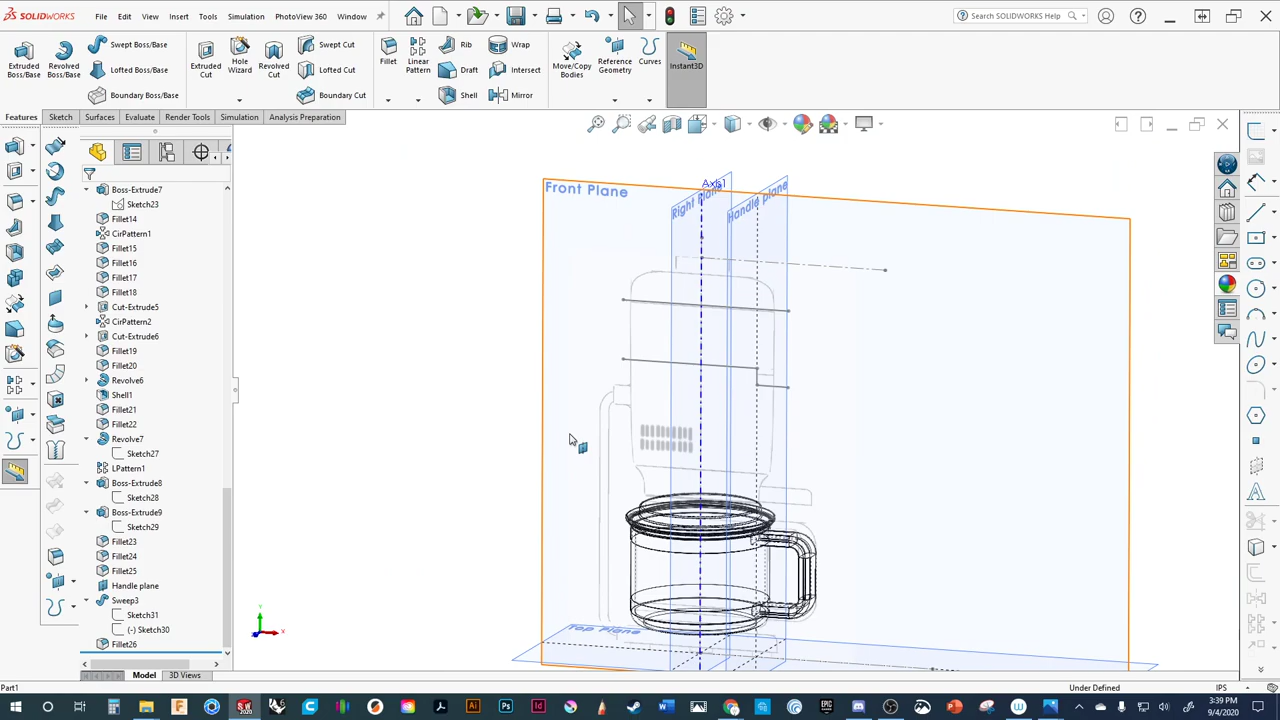 SOLIDWORKS
File Edit View Insert Tools Simulation PhotoView 360 Window
Search SOLIDWORKS Help
Extruded Boss/Base
Revolved Boss/Base
Swept Boss/Base
Lofted Boss/Base
Boundary Boss/Base
Extruded Cut
Hole Wizard
Revolved Cut
Swept Cut
Lofted Cut
Boundary Cut
Fillet
Linear Pattern
Rib
Draft
Shell
Wrap
Intersect
Mirror
Move/Copy Bodies
Reference Geometry
Curves
Instant3D
Features Sketch Surfaces Evaluate Render Tools Simulation Analysis Preparation
Boss-Extrude7
Sketch23
Fillet14
CirPattern1
Fillet15
Fillet16
Fillet17
Fillet18
Cut-Extrude5
CirPattern2
Cut-Extrude6
Fillet19
Fillet20
Revolve6
Shell1
Fillet21
Fillet22
Revolve7
Sketch27
LPattern1
Boss-Extrude8
Sketch28
Boss-Extrude9
Sketch29
Fillet23
Fillet24
Fillet25
Handle plane
Sweep3
Sketch31
(-) Sketch30
Fillet26
Front Plane
Axis1
Right Plane
Handle plane
Top Plane
Y
X
Model 3D Views
Part1
Under Defined
IPS
3:39 PM
9/4/2020